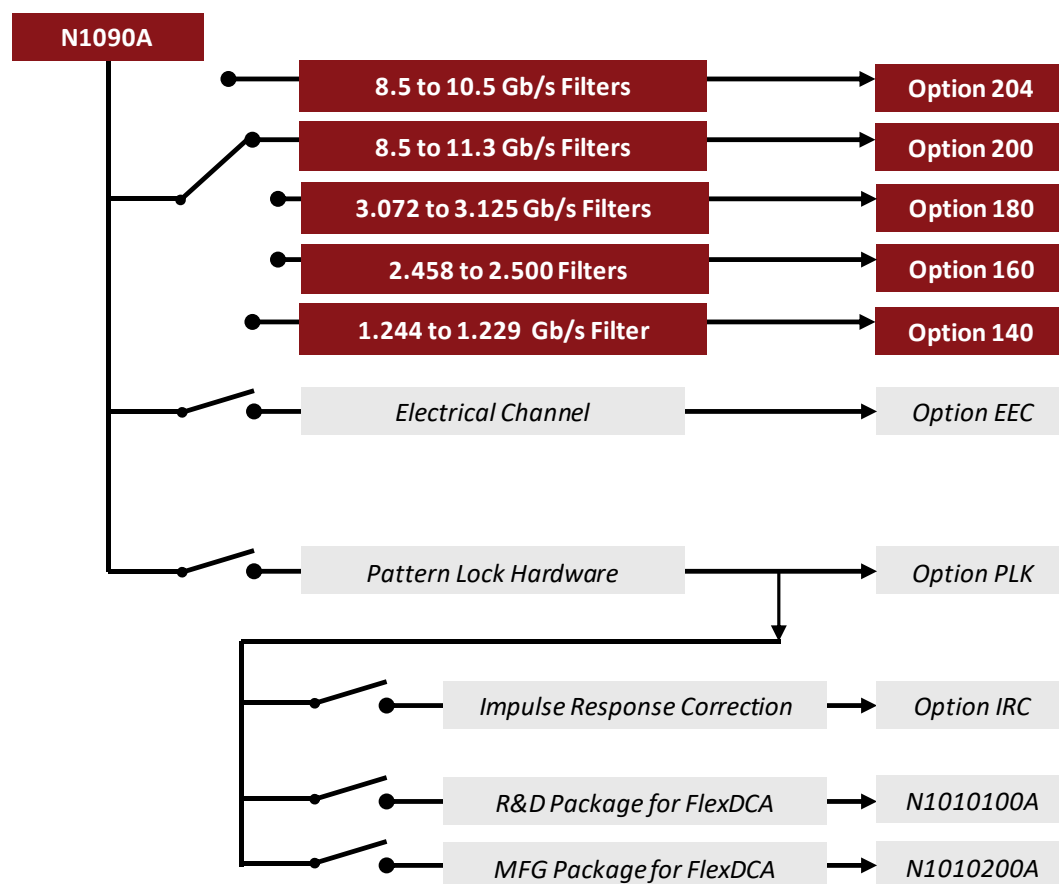 N1090A
8.5 to 10.5 Gb/s Filters
Option 204
8.5 to 11.3 Gb/s Filters
Option 200
3.072 to 3.125 Gb/s Filters
Option 180
2.458 to 2.500 Filters
Option 160
1.244 to 1.229 Gb/s Filter
Option 140
Electrical Channel
Option EEC
Pattern Lock Hardware
Option PLK
Impulse Response Correction
Option IRC
R&D Package for FlexDCA
N1010100A
MFG Package for FlexDCA
N1010200A